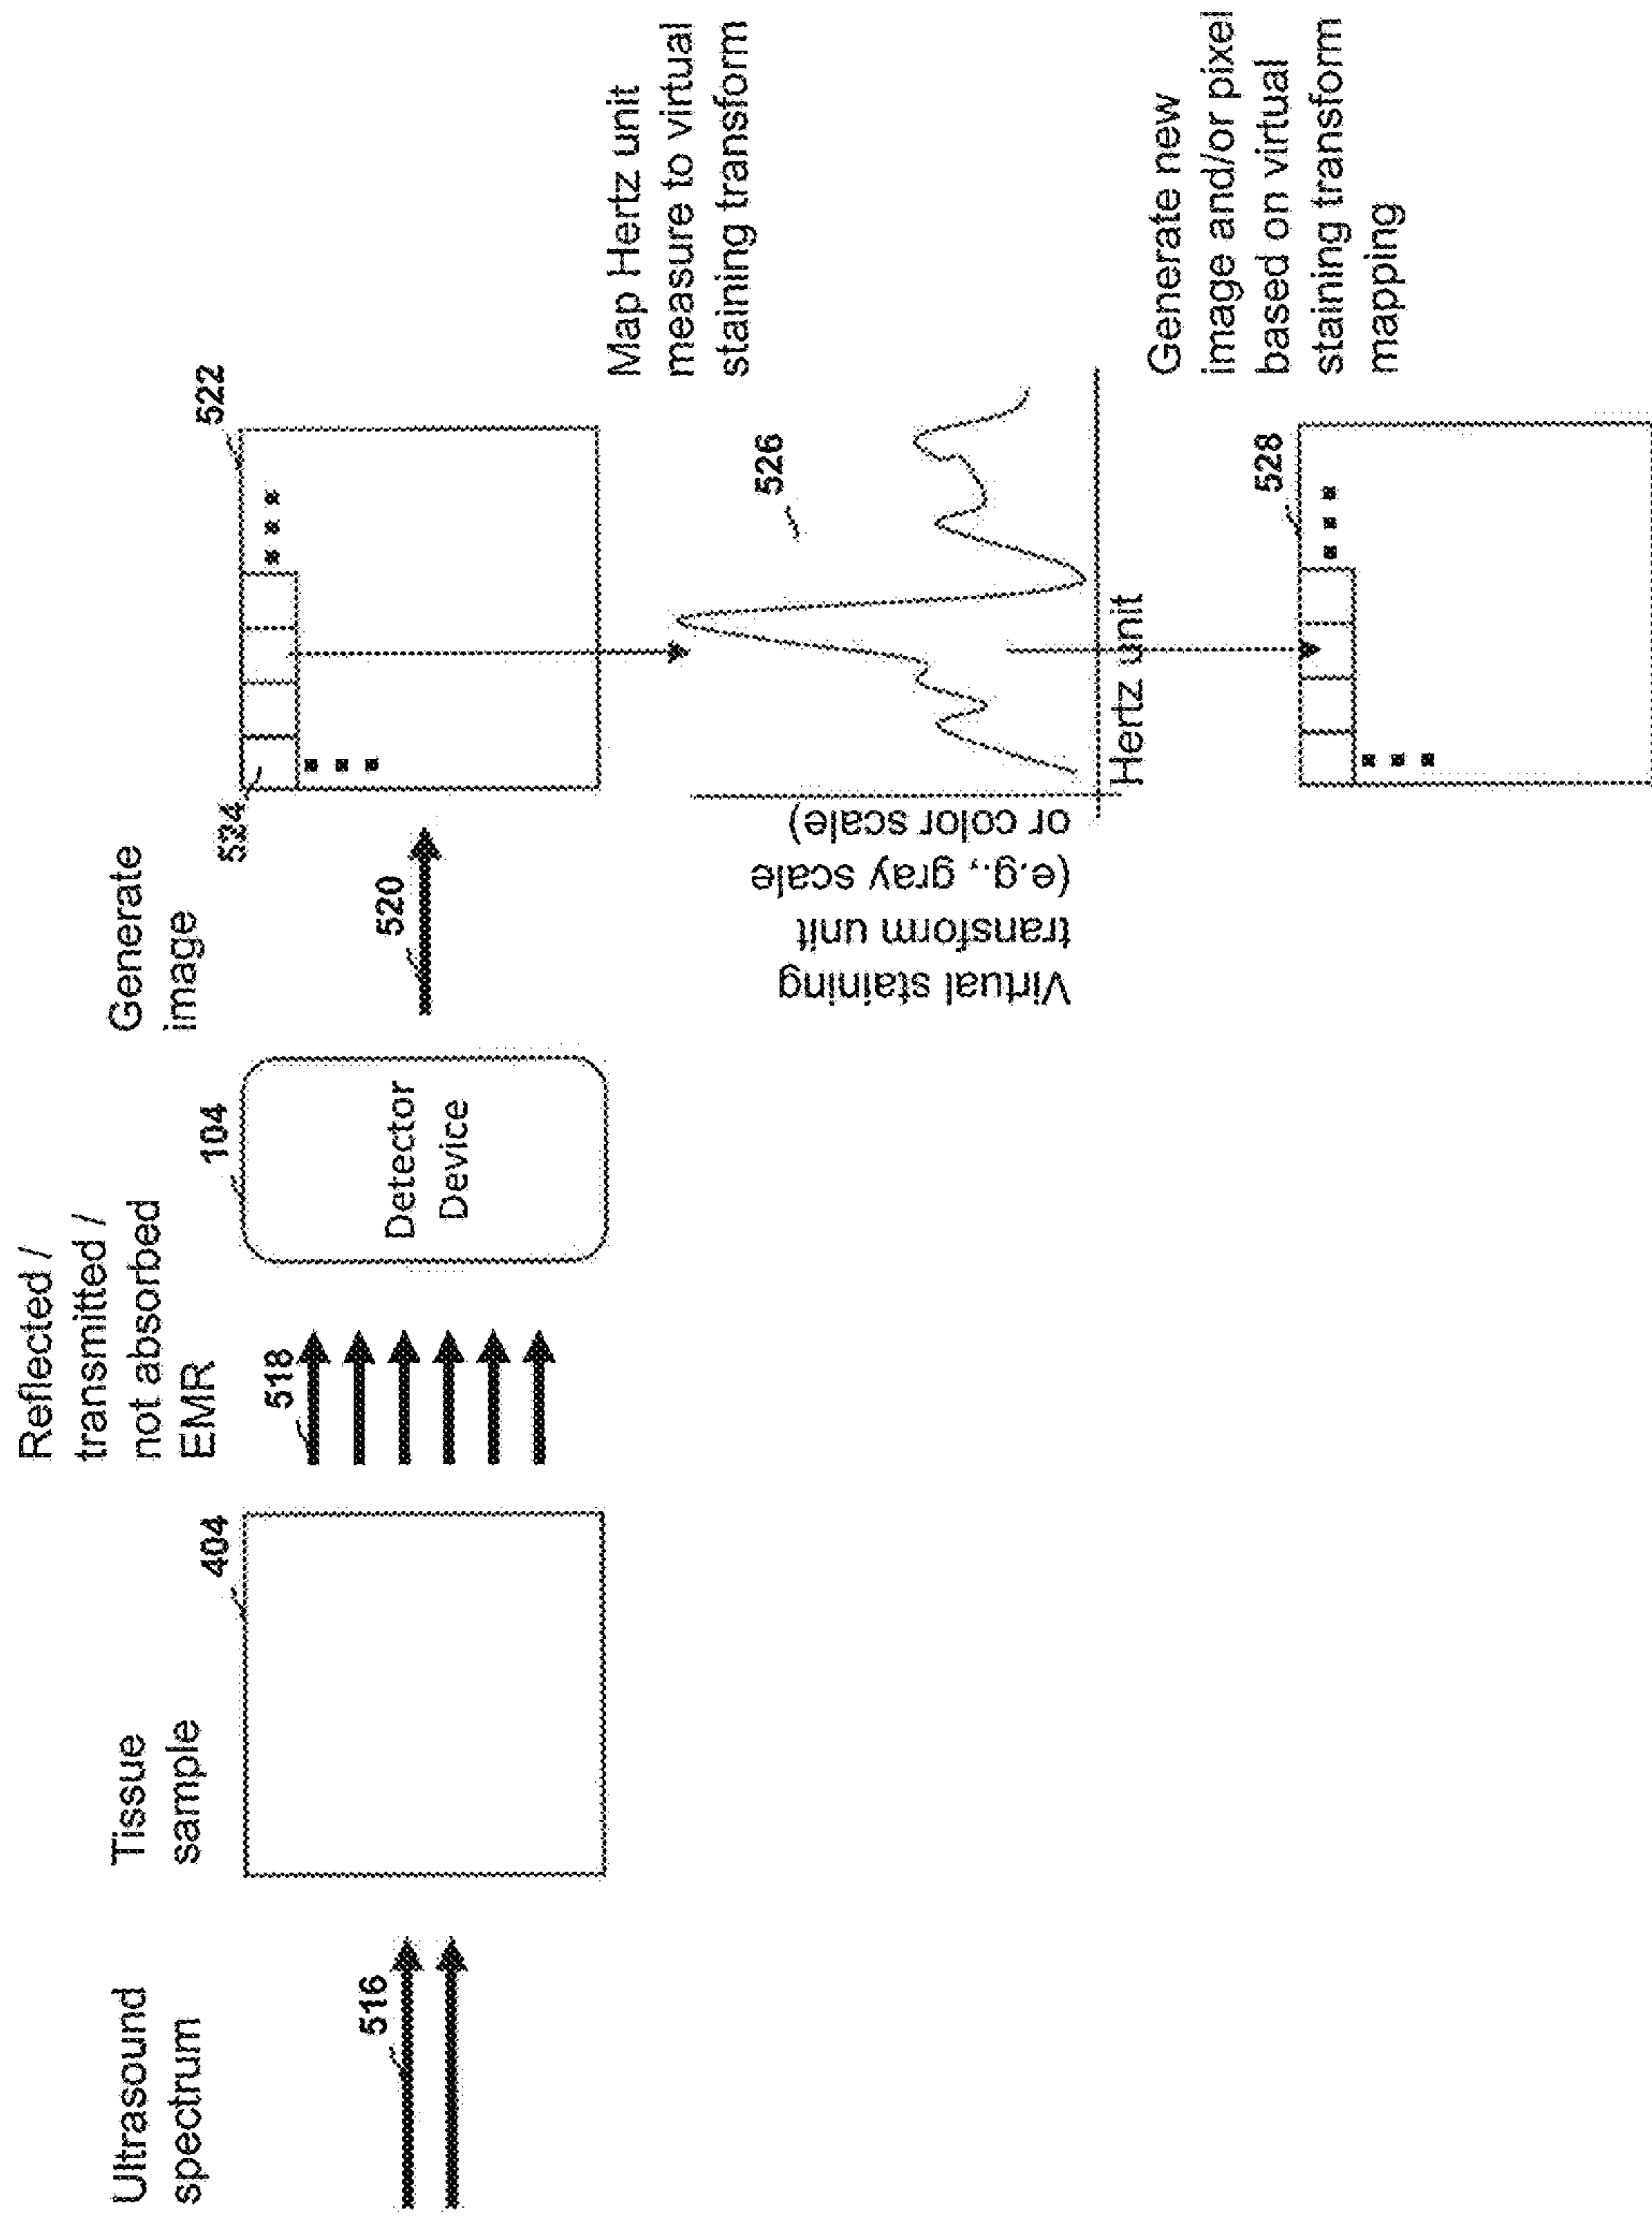 Ultrasound
spectrum
516
Tissue
sample
404
Reflected /
transmitted /
not absorbed
EMR
518
104
Detector
Device
Generate
image
520
522
524
Map Hertz unit
measure to virtual
staining transform
526
Virtual staining
transform unit
(e.g., gray scale
or color scale)
Hertz unit
Generate new
image and/or pixel
based on virtual
staining transform
mapping
528